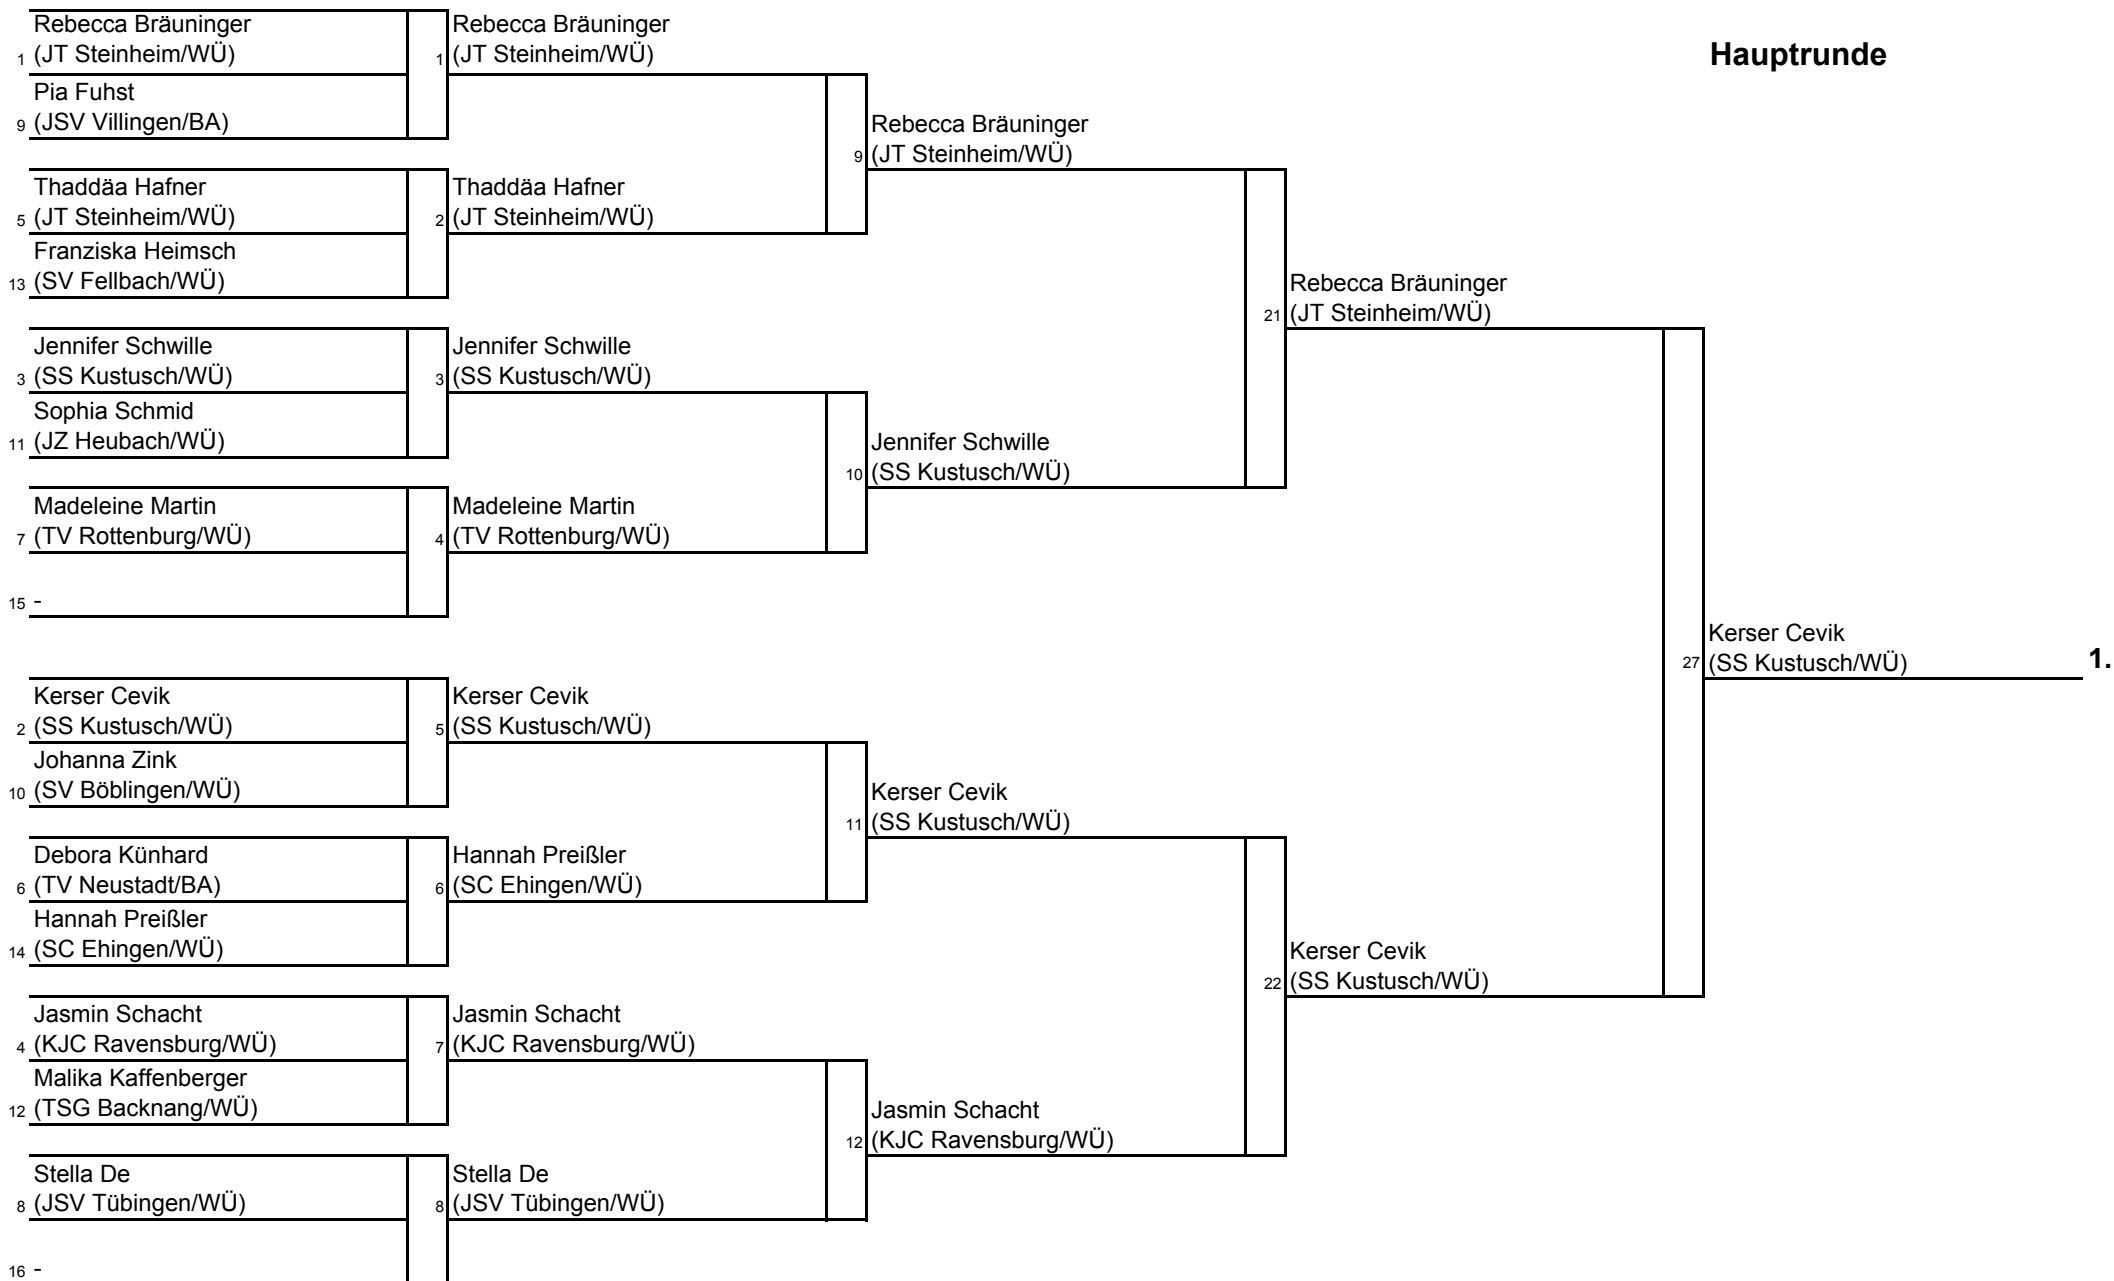 Hauptrunde
Rebecca Bräuninger
1 (JT Steinheim/WÜ)
Pia Fuhst
9 (JSV Villingen/BA)
Thaddäa Hafner
5 (JT Steinheim/WÜ)
Franziska Heimsch
13 (SV Fellbach/WÜ)
Jennifer Schwille
3 (SS Kustusch/WÜ)
Sophia Schmid
11 (JZ Heubach/WÜ)
Madeleine Martin
7 (TV Rottenburg/WÜ)
15 -
Kerser Cevik
2 (SS Kustusch/WÜ)
Johanna Zink
10 (SV Böblingen/WÜ)
Debora Künhard
6 (TV Neustadt/BA)
Hannah Preißler
14 (SC Ehingen/WÜ)
Jasmin Schacht
4 (KJC Ravensburg/WÜ)
Malika Kaffenberger
12 (TSG Backnang/WÜ)
Stella De
8 (JSV Tübingen/WÜ)
16 -
Rebecca Bräuninger
1 (JT Steinheim/WÜ)
Thaddäa Hafner
2 (JT Steinheim/WÜ)
Jennifer Schwille
3 (SS Kustusch/WÜ)
Madeleine Martin
4 (TV Rottenburg/WÜ)
Kerser Cevik
5 (SS Kustusch/WÜ)
Hannah Preißler
6 (SC Ehingen/WÜ)
Jasmin Schacht
7 (KJC Ravensburg/WÜ)
Stella De
8 (JSV Tübingen/WÜ)
Rebecca Bräuninger
9 (JT Steinheim/WÜ)
Jennifer Schwille
10 (SS Kustusch/WÜ)
Kerser Cevik
11 (SS Kustusch/WÜ)
Jasmin Schacht
12 (KJC Ravensburg/WÜ)
Rebecca Bräuninger
21 (JT Steinheim/WÜ)
Kerser Cevik
22 (SS Kustusch/WÜ)
Kerser Cevik
27 (SS Kustusch/WÜ) 1.